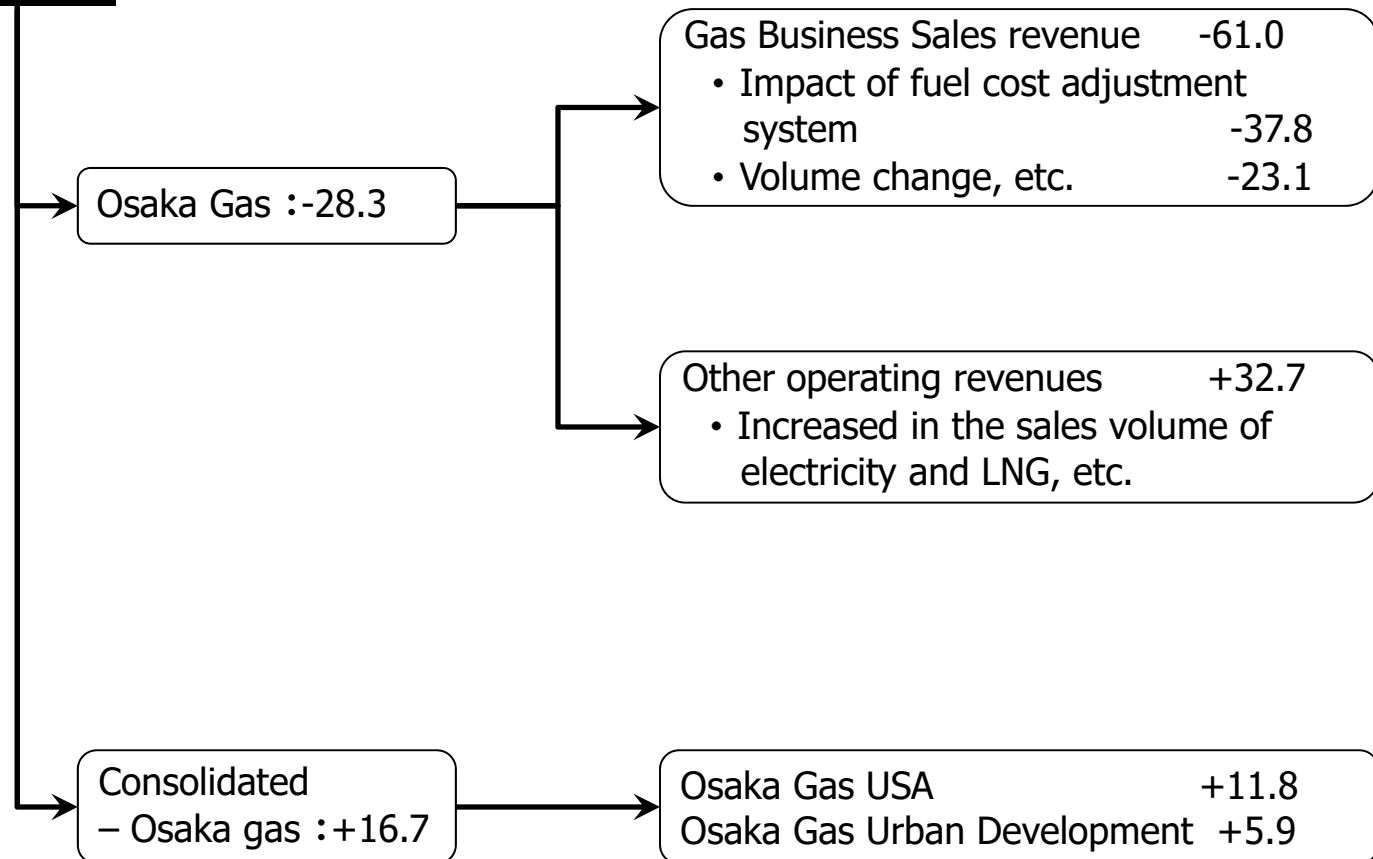 Osaka Gas :-28.3
Gas Business Sales revenue -61.0
• Impact of fuel cost adjustment
system -37.8
• Volume change, etc. -23.1
Other operating revenues +32.7
• Increased in the sales volume of
electricity and LNG, etc.
Consolidated
– Osaka gas :+16.7
Osaka Gas USA +11.8
Osaka Gas Urban Development +5.9